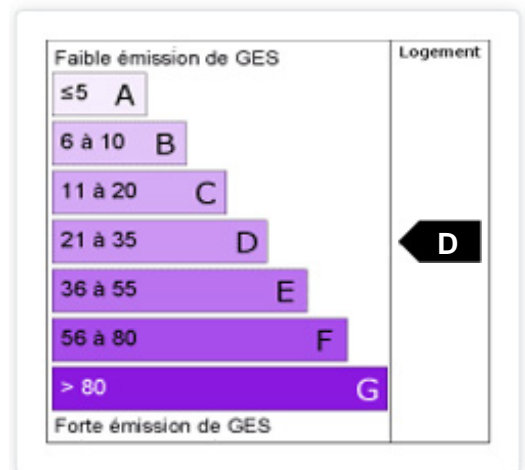 Faible émission de GES
Logement
≤5 A
6 à 10 B
11 à 20 C
21 à 35 D
D
36 à 55 E
56 à 80 F
> 80 G
Forte émission de GES